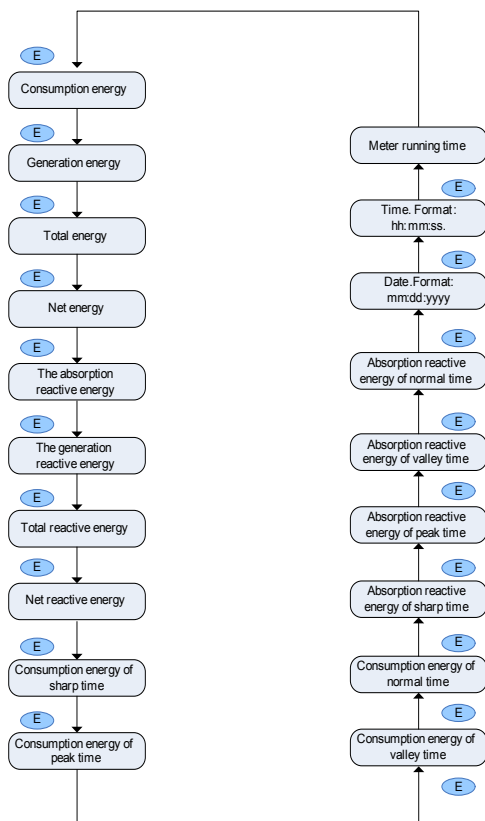 E
Consumption energy
E
Generation energy
E
Total energy
E
Net energy
E
The absorption
reactive energy
E
The generation
reactive energy
E
Total reactive energy
E
Net reactive energy
E
Consumption energy of
sharp time
E
Consumption energy of
peak time
Meter running time
E
Time. Format:
hh:mm:ss.
E
Date.Format:
mm:dd:yyyy
E
Absorption reactive
energy of normal time
E
Absorption reactive
energy of valley time
E
Absorption reactive
energy of peak time
E
Absorption reactive
energy of sharp time
E
Consumption energy of
normal time
E
Consumption energy of
valley time
E